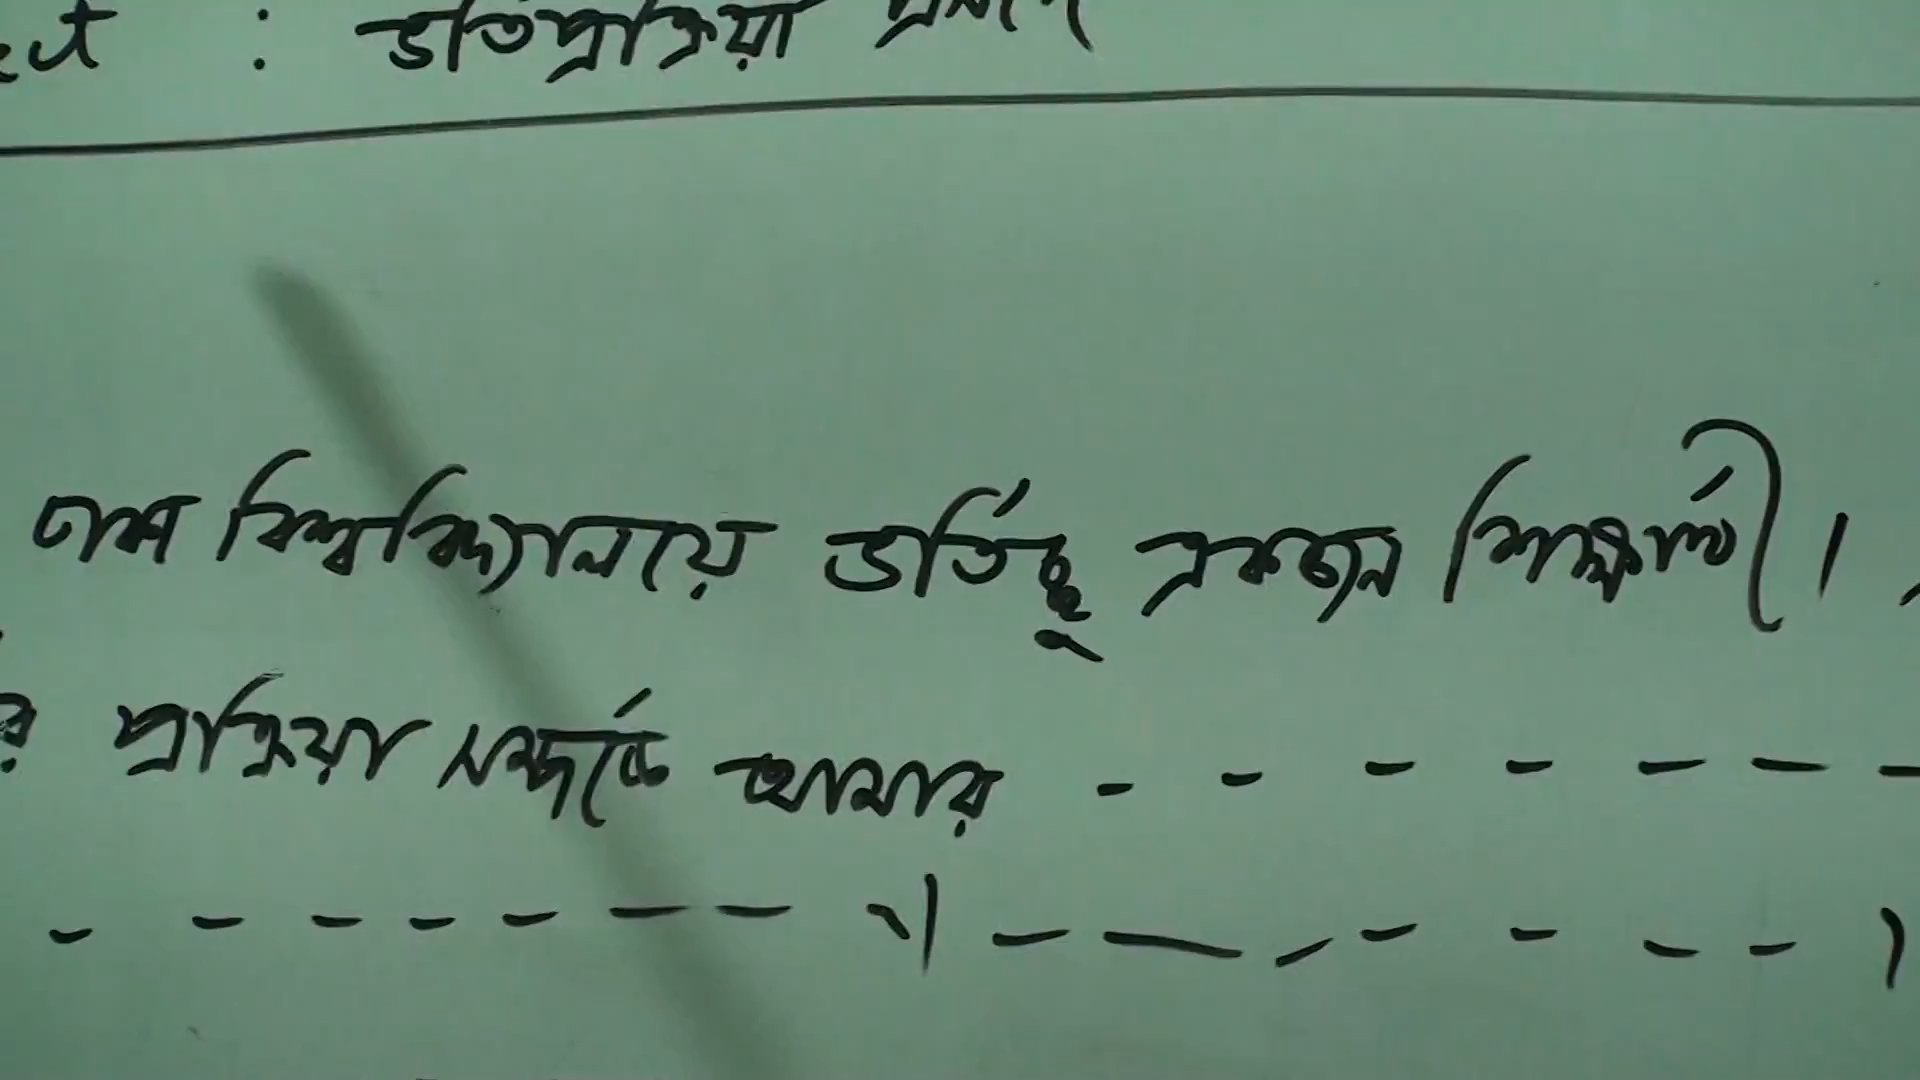 : ভর্তিপ্রক্রিয়া প্রসঙ্গে
ঢাকা বিশ্ববিদ্যালয়ে ভর্তিচ্ছু একজন শিক্ষার্থী।
র প্রক্রিয়া সম্পর্কে আমার - - - - - - -
- - - - - - - । - - - - - - - ।